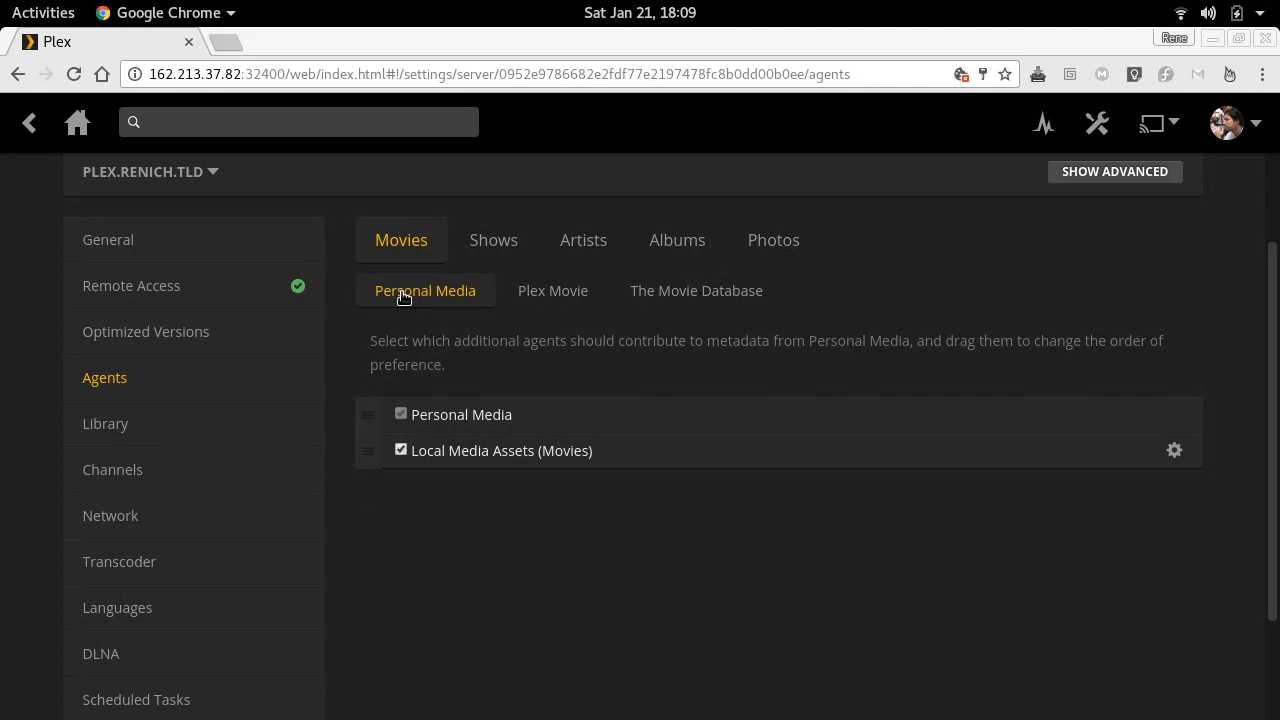 Activities Google Chrome Sat Jan 21, 18:09
Plex Rene
162.213.37.82:32400/web/index.html#!/settings/server/0952e9786682e2fdf77e2197478fc8b0dd00b0ee/agents
PLEX.RENICH.TLD SHOW ADVANCED
General
Remote Access
Optimized Versions
Agents
Library
Channels
Network
Transcoder
Languages
DLNA
Scheduled Tasks
Movies Shows Artists Albums Photos
Personal Media Plex Movie The Movie Database
Select which additional agents should contribute to metadata from Personal Media, and drag them to change the order of
preference.
Personal Media
Local Media Assets (Movies)